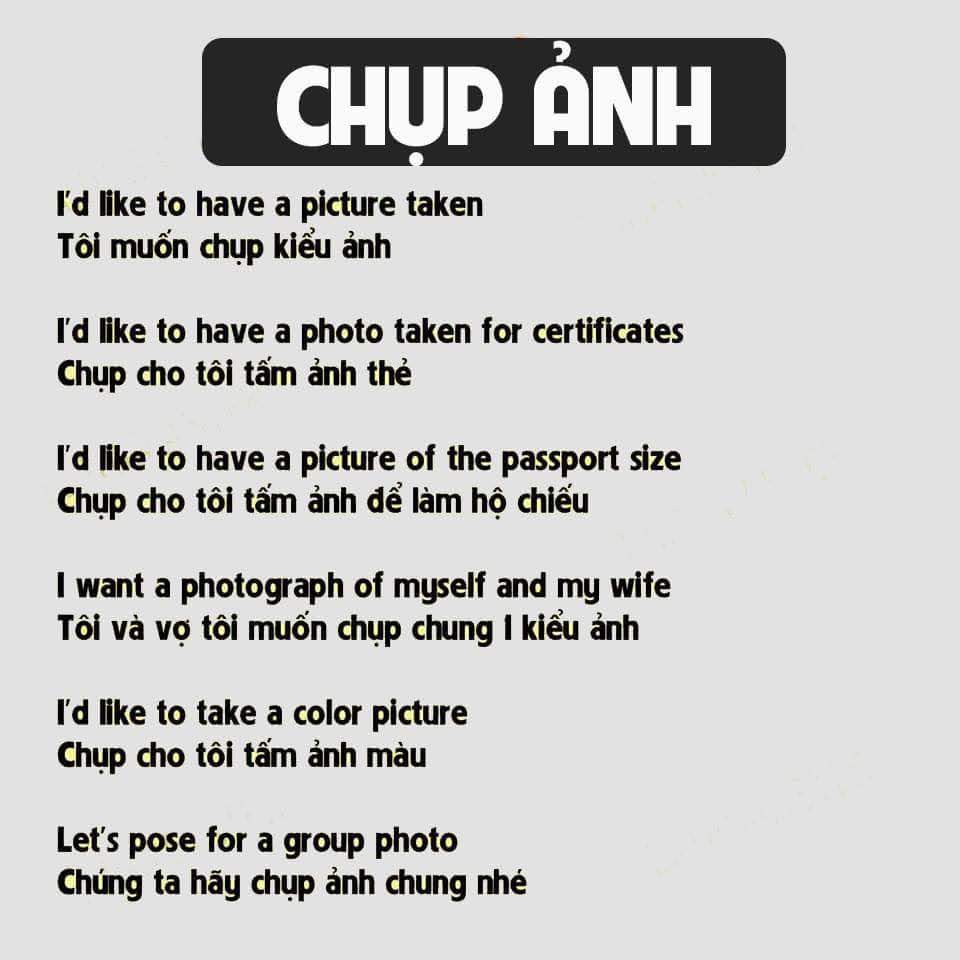 CHỤP ẢNH
I'd like to have a picture taken
Tôi muốn chụp kiểu ảnh
I'd like to have a photo taken for certificates
Chụp cho tôi tấm ảnh thẻ
I'd like to have a picture of the passport size
Chụp cho tôi tấm ảnh để làm hộ chiếu
I want a photograph of myself and my wife
Tôi và vợ tôi muốn chụp chung 1 kiểu ảnh
I'd like to take a color picture
Chụp cho tôi tấm ảnh màu
Let's pose for a group photo
Chúng ta hãy chụp ảnh chung nhé